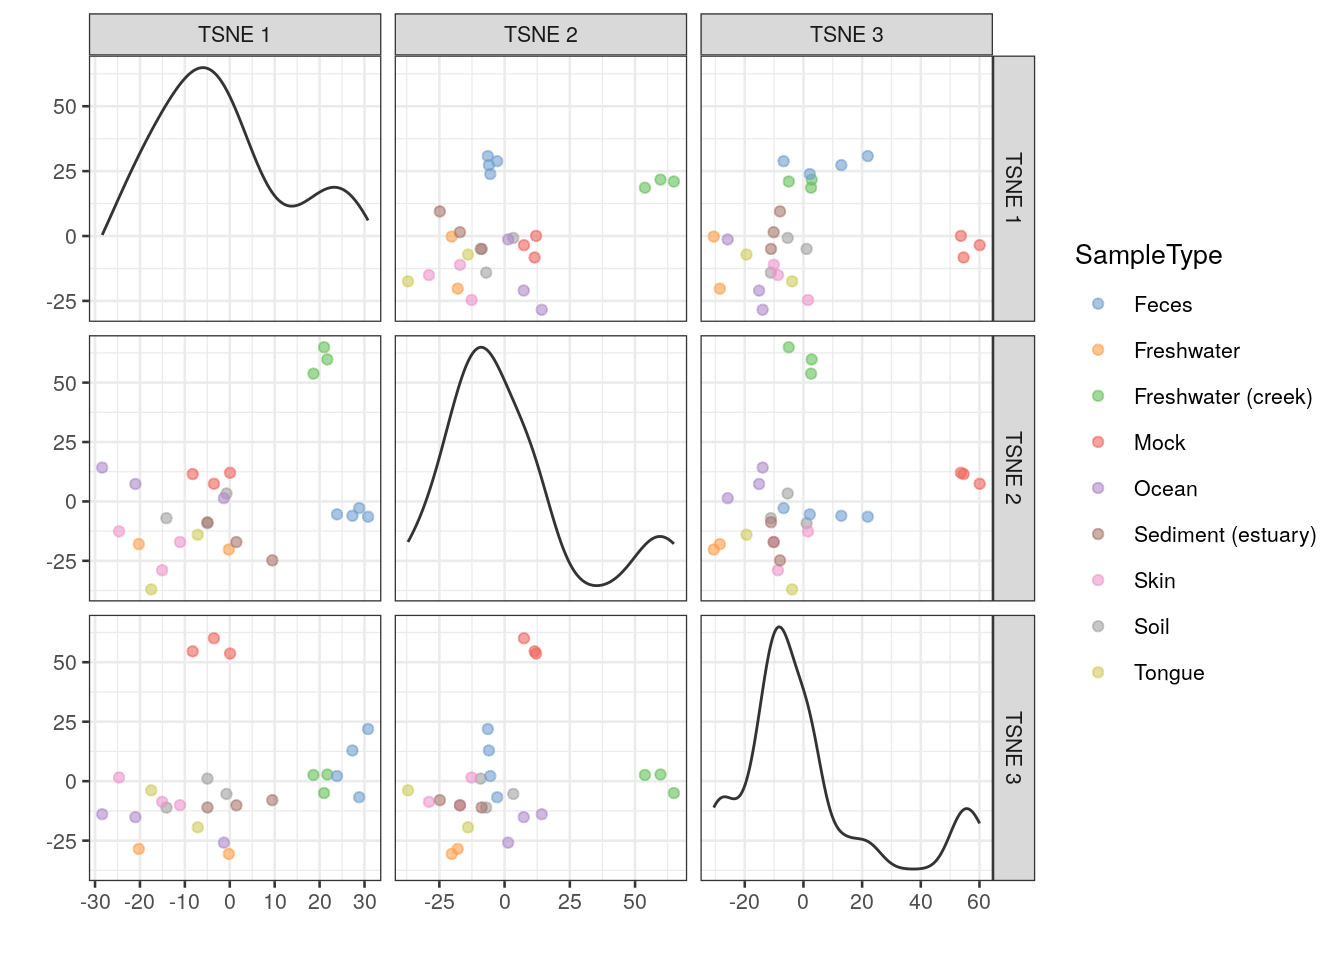 TSNE 1 TSNE 2 TSNE 3
50
25
0
-25
TSNE 1
50
25
0
-25
TSNE 2
50
25
0
-25
TSNE 3
-30 -20 -10 0 10 20 30
-25 0 25 50
-20 0 20 40 60
SampleType
Feces
Freshwater
Freshwater (creek)
Mock
Ocean
Sediment (estuary)
Skin
Soil
Tongue